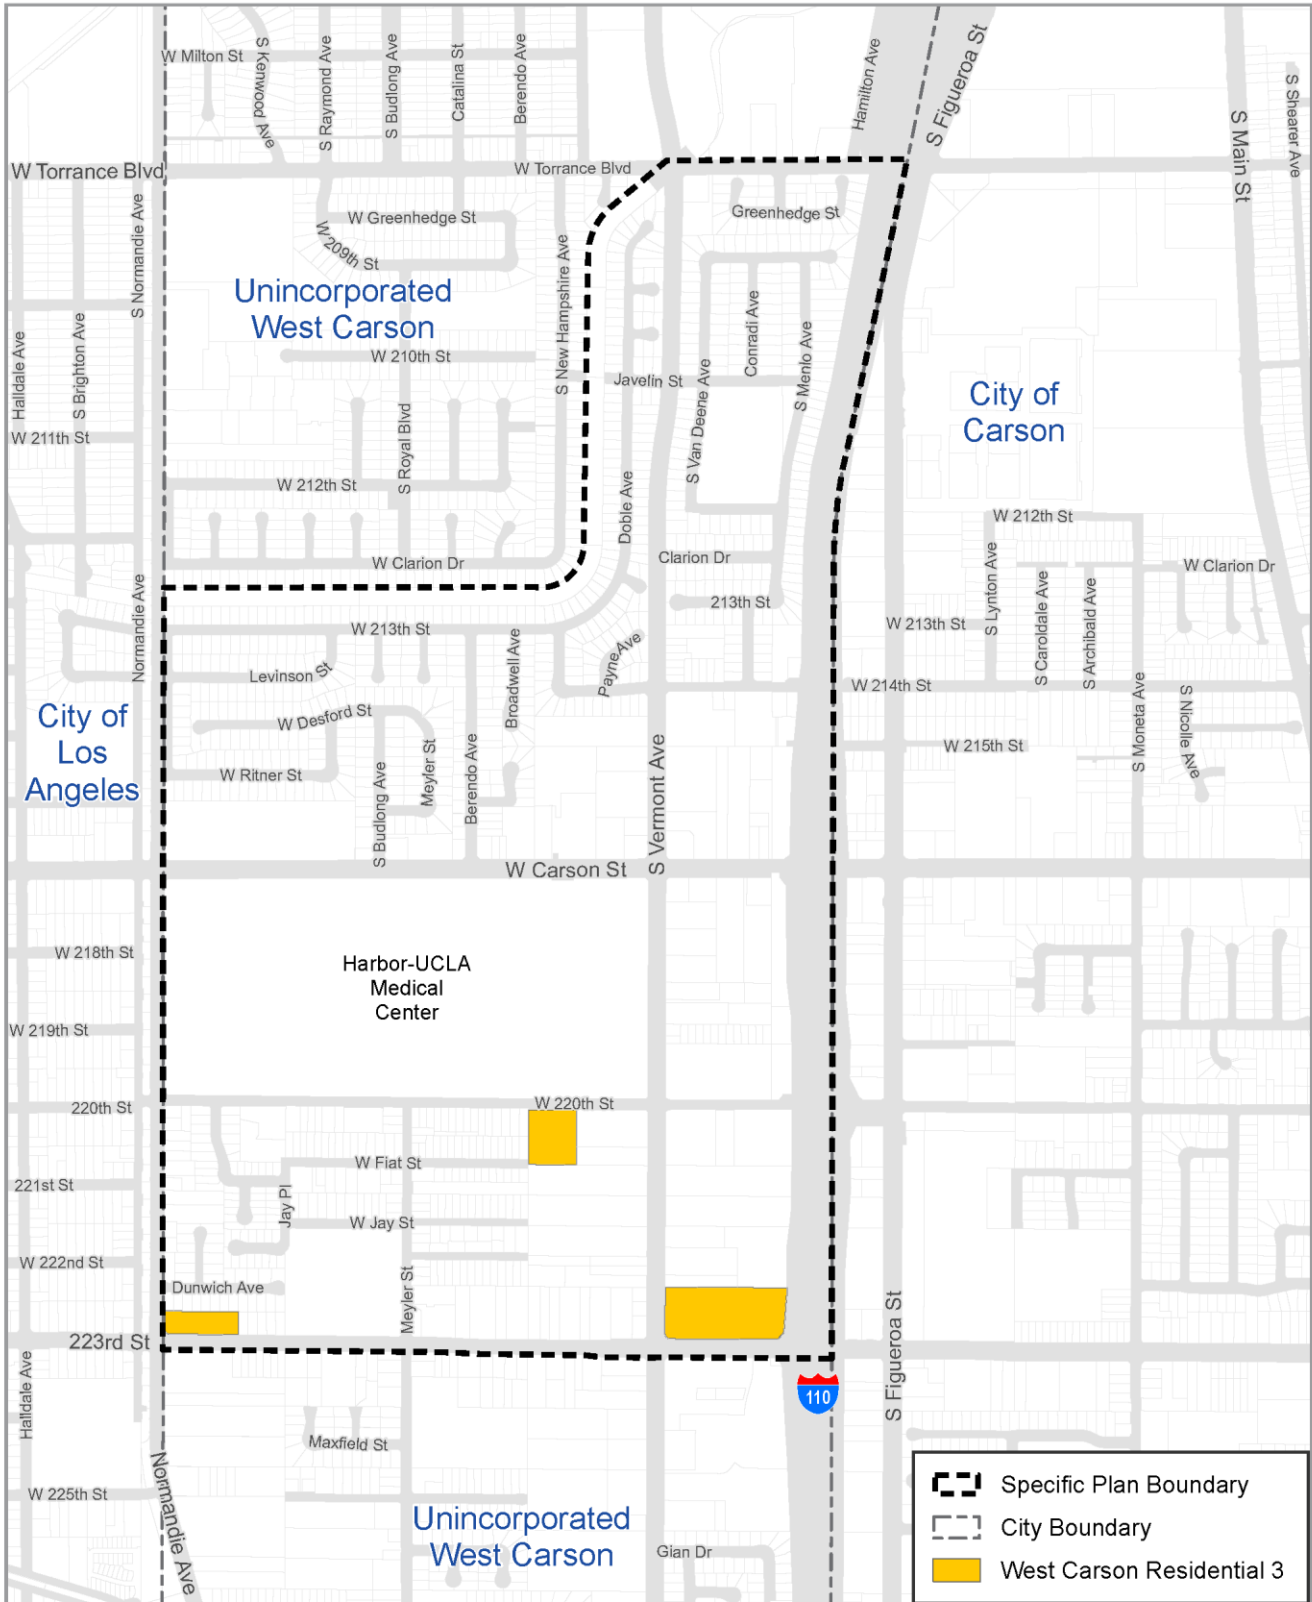 W Milton St
S Kenwood Ave
S Raymond Ave
S Budlong Ave
Catalina St
Berendo Ave
Hamilton Ave
S Figueroa St
S Main St
S Shearer Ave
W Torrance Blvd
W Torrance Blvd
S Normandie Ave
W Greenhedge St
W 209th St
Greenhedge St
Unincorporated
West Carson
S New Hampshire Ave
Halldale Ave
S Brighton Ave
W 210th St
Javelin St
Conradi Ave
S Menlo Ave
S Van Deene Ave
City of
Carson
W 211th St
S Royal Blvd
W 212th St
Doble Ave
W 212th St
W Clarion Dr
Clarion Dr
S Lynton Ave
W Clarion Dr
Normandie Ave
213th St
S Caroldale Ave
S Archibald Ave
W 213th St
W 213th St
Levinson St
Broadwell Ave
Payne Ave
W 214th St
S Moneta Ave
S Nicolle Ave
City of
Los
Angeles
W Desford St
W 215th St
W Ritner St
S Budlong Ave
Meyler St
Berendo Ave
S Vermont Ave
W Carson St
W 218th St
Harbor-UCLA
Medical
Center
W 219th St
220th St
W 220th St
W Fiat St
221st St
Jay Pl
W Jay St
W 222nd St
Dunwich Ave
Meyler St
223rd St
S Figueroa St
Halldale Ave
110
Maxfield St
Normandie Ave
W 225th St
Unincorporated
West Carson
Gian Dr
Specific Plan Boundary
City Boundary
West Carson Residential 3